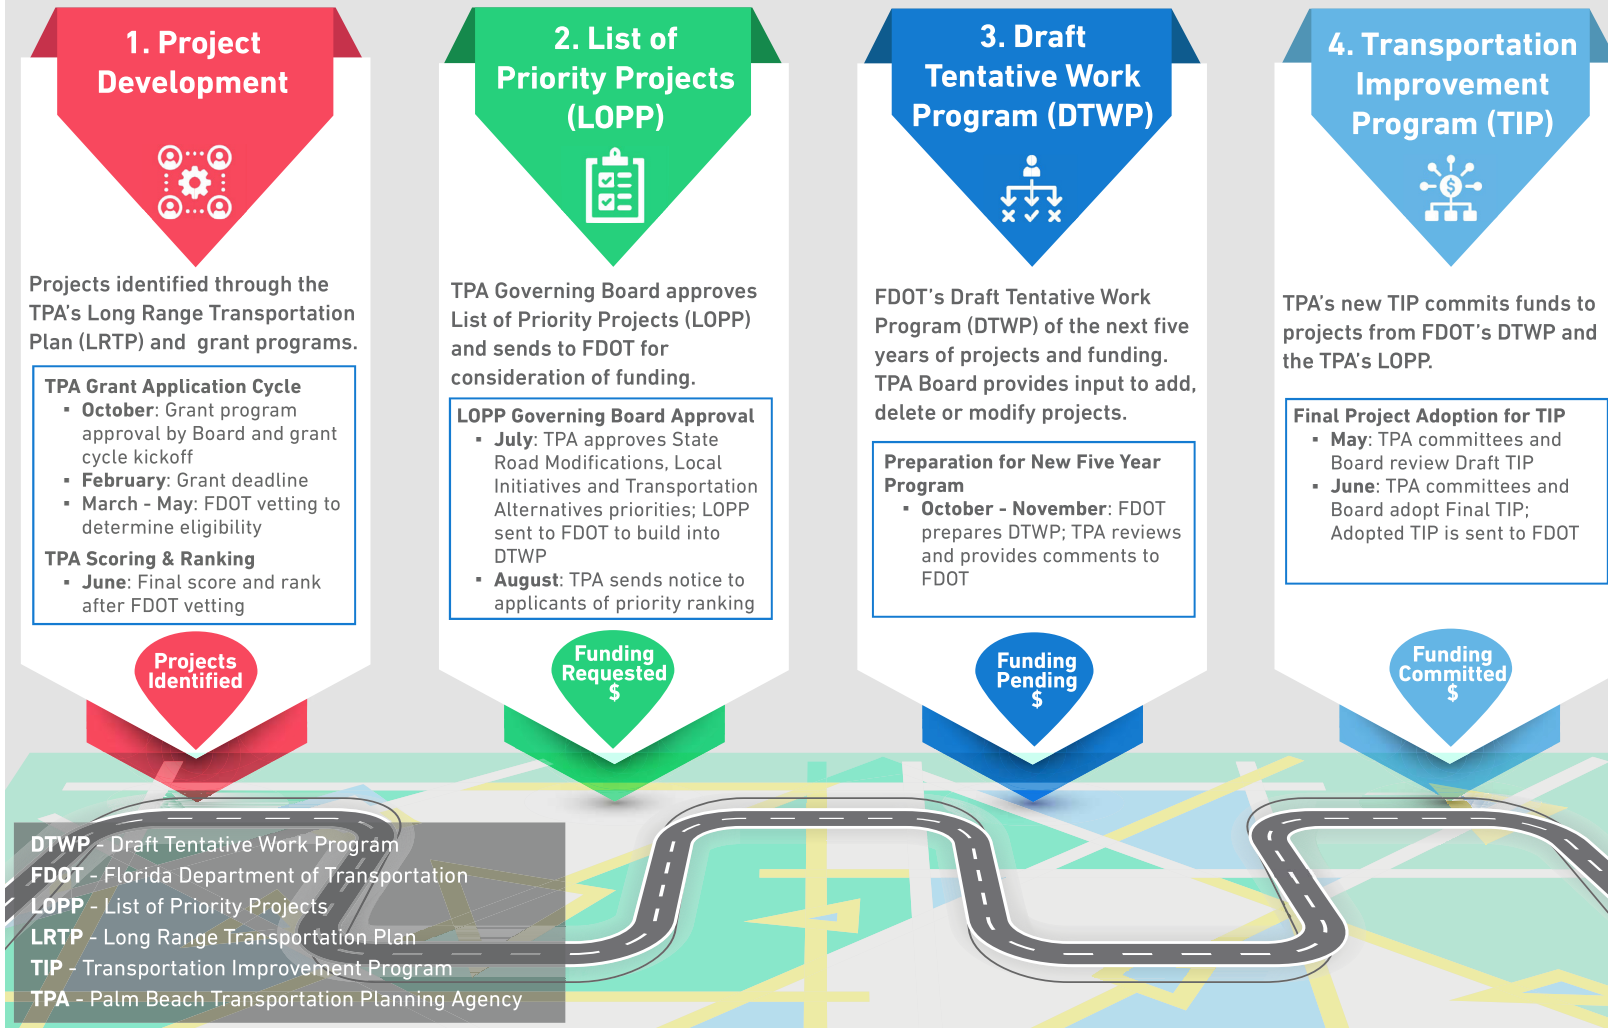 1. Project
Development
Projects identified through the
TPA's Long Range Transportation
Plan (LRTP) and grant programs.
TPA Grant Application Cycle
▪ October: Grant program
approval by Board and grant
cycle kickoff
▪ February: Grant deadline
▪ March - May: FDOT vetting to
determine eligibility
TPA Scoring & Ranking
▪ June: Final score and rank
after FDOT vetting
Projects
Identified
2. List of
Priority Projects
(LOPP)
TPA Governing Board approves
List of Priority Projects (LOPP)
and sends to FDOT for
consideration of funding.
LOPP Governing Board Approval
▪ July: TPA approves State
Road Modifications, Local
Initiatives and Transportation
Alternatives priorities; LOPP
sent to FDOT to build into
DTWP
▪ August: TPA sends notice to
applicants of priority ranking
Funding
Requested
$
3. Draft
Tentative Work
Program (DTWP)
FDOT's Draft Tentative Work
Program (DTWP) of the next five
years of projects and funding.
TPA Board provides input to add,
delete or modify projects.
Preparation for New Five Year
Program
▪ October - November: FDOT
prepares DTWP; TPA reviews
and provides comments to
FDOT
Funding
Pending
$
4. Transportation
Improvement
Program (TIP)
$
TPA's new TIP commits funds to
projects from FDOT's DTWP and
the TPA's LOPP.
Final Project Adoption for TIP
▪ May: TPA committees and
Board review Draft TIP
▪ June: TPA committees and
Board adopt Final TIP;
Adopted TIP is sent to FDOT
Funding
Committed
$
DTWP - Draft Tentative Work Program
FDOT - Florida Department of Transportation
LOPP - List of Priority Projects
LRTP - Long Range Transportation Plan
TIP - Transportation Improvement Program
TPA - Palm Beach Transportation Planning Agency